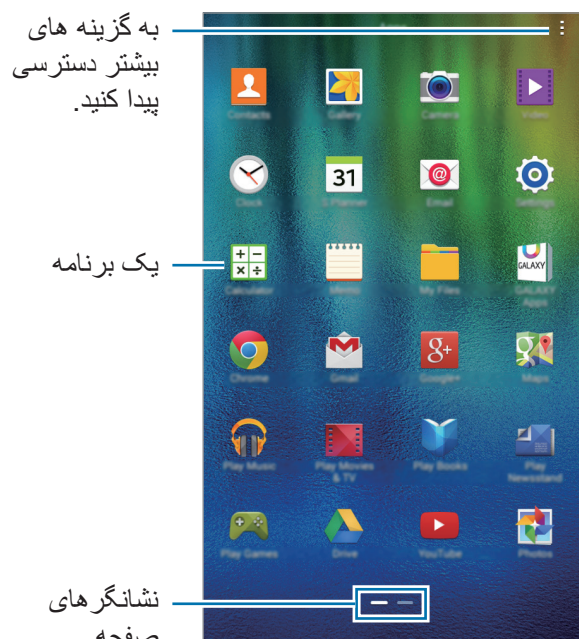 به گزینه های
بیشتر دسترسی
پیدا کنید.
Contacts
Gallery
Camera
Video
Clock
31
S Planner
Email
Settings
یک برنامه
Calculator
Memo
My Files
GALAXY
GALAXY
Apps
Chrome
Gmail
g+
Google+
Maps
Play Music
Play Movies
& TV
Play Books
Play
Newsstand
Play Games
Drive
YouTube
Photos
نشانگرهای
صفحه